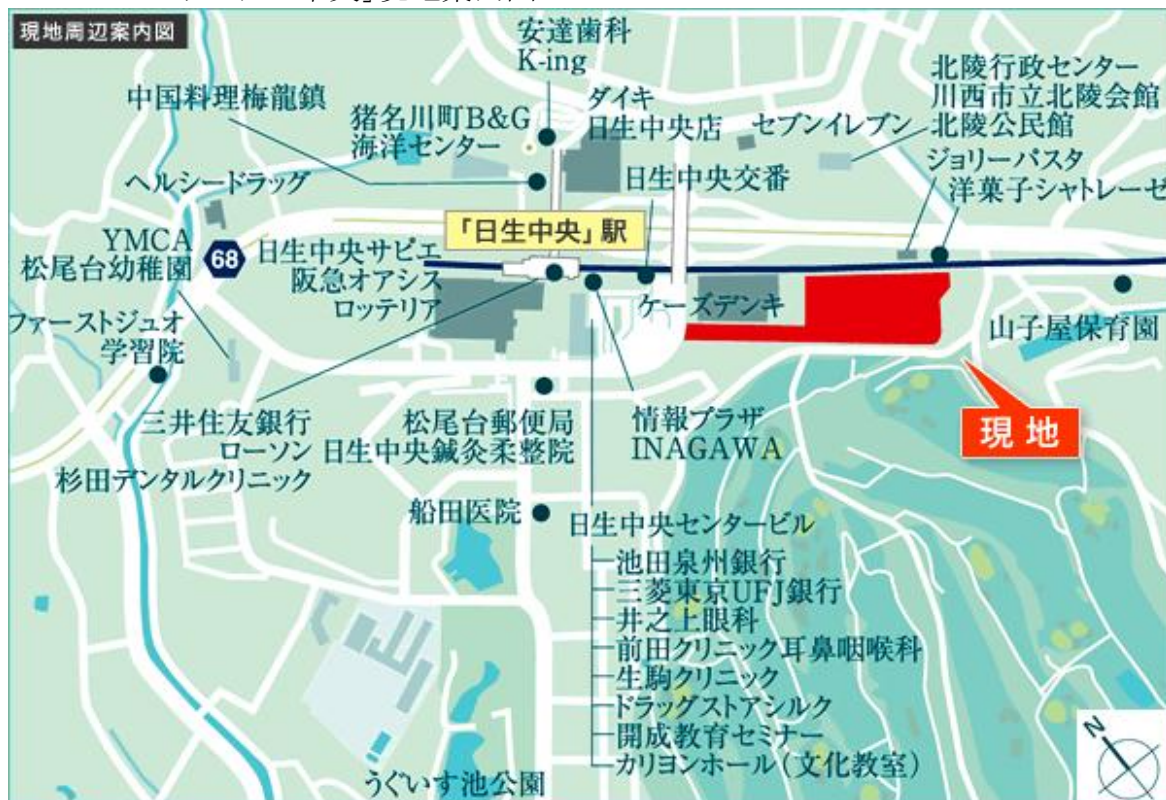 現地周辺案内図
安達歯科
K-ing
中国料理梅龍鎮
猪名川町B&G
海洋センター
ダイキ
日生中央店
セブンイレブン
北陵行政センター
川西市立北陵会館
北陵公民館
ジョリーパスタ
洋菓子シャトレーゼ
ヘルシードラッグ
日生中央交番
「日生中央」駅
YMCA
松尾台幼稚園
68
日生中央サピエ
阪急オアシス
ロッテリア
ケーズデンキ
山子屋保育園
ファーストジュオ
学習院
現地
三井住友銀行
ローソン
杉田デンタルクリニック
松尾台郵便局
日生中央鍼灸柔整院
情報プラザ
INAGAWA
船田医院
日生中央センタービル
池田泉州銀行
三菱東京UFJ銀行
井之上眼科
前田クリニック耳鼻咽喉科
生駒クリニック
ドラッグストアシルク
開成教育セミナー
カリヨンホール(文化教室)
うぐいす池公園
N